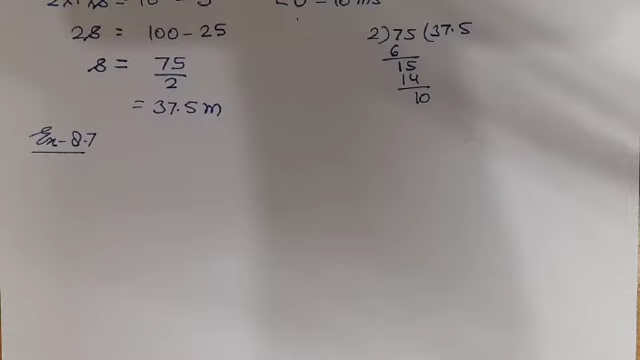 2s = 100 - 25
s = 75
2
= 37.5 m
2) 75 ( 37.5
6
15
14
10
Ex-8.7